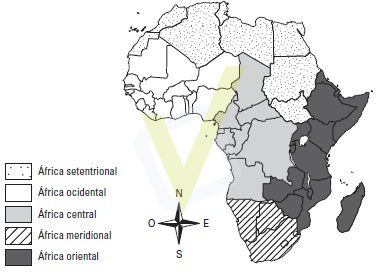 África setentrional
África ocidental
África central
África meridional
África oriental
N
O E
S